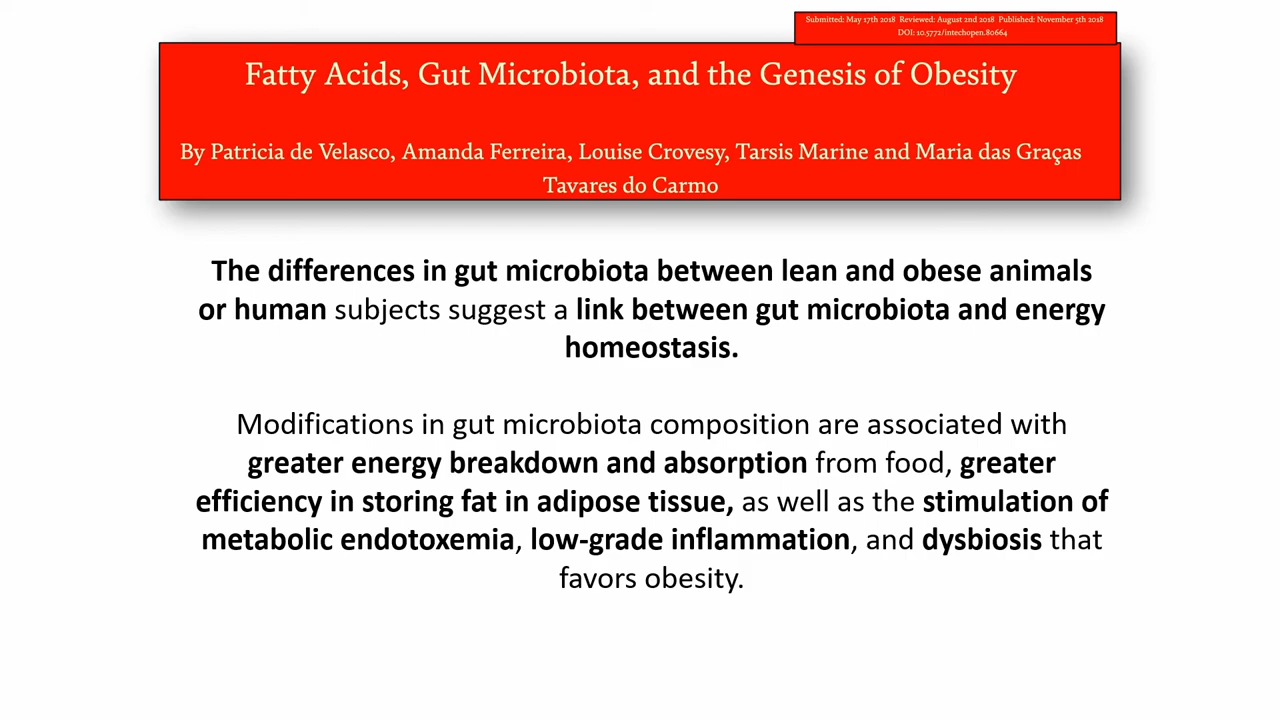 Submitted: May 17th 2018 Reviewed: August 2nd 2018 Published: November 5th 2018
DOI: 10.5772/intechopen.80664
Fatty Acids, Gut Microbiota, and the Genesis of Obesity
By Patricia de Velasco, Amanda Ferreira, Louise Crovesy, Tarsis Marine and Maria das Graças
Tavares do Carmo
The differences in gut microbiota between lean and obese animals
or human subjects suggest a link between gut microbiota and energy
homeostasis.
Modifications in gut microbiota composition are associated with
greater energy breakdown and absorption from food, greater
efficiency in storing fat in adipose tissue, as well as the stimulation of
metabolic endotoxemia, low-grade inflammation, and dysbiosis that
favors obesity.